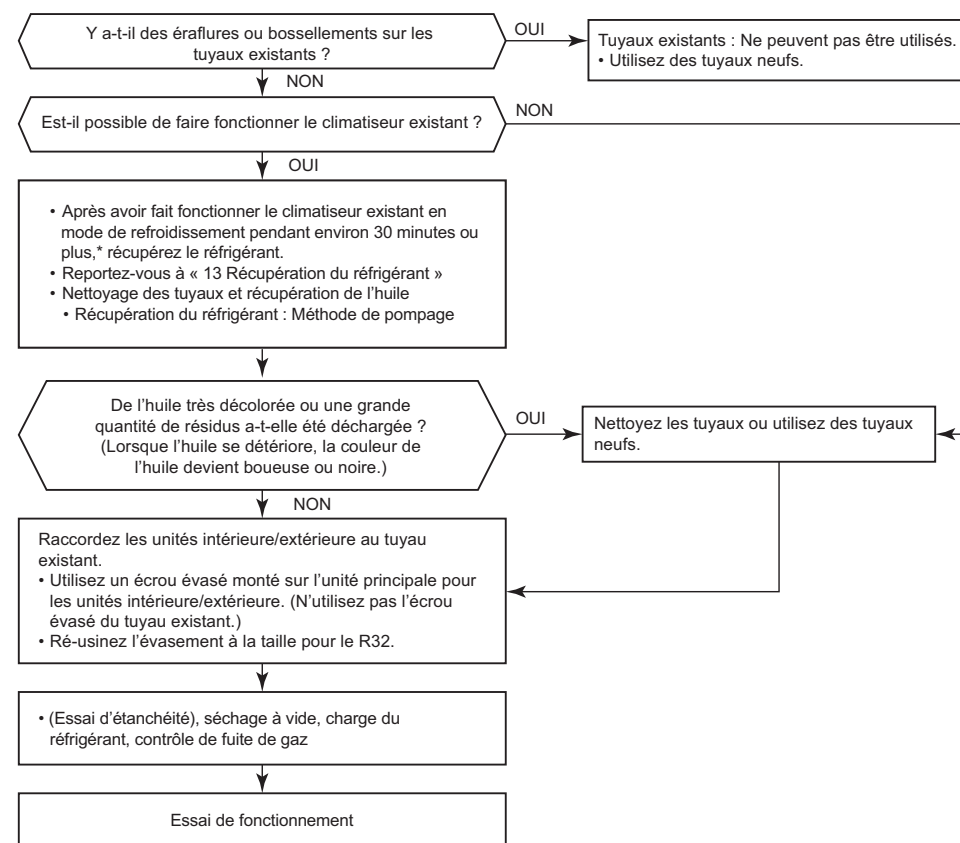 Y a-t-il des éraflures ou bossellements sur les
tuyaux existants ?
OUI
Tuyaux existants : Ne peuvent pas être utilisés.
• Utilisez des tuyaux neufs.
NON
Est-il possible de faire fonctionner le climatiseur existant ?
NON
OUI
• Après avoir fait fonctionner le climatiseur existant en
mode de refroidissement pendant environ 30 minutes ou
plus,* récupérez le réfrigérant.
• Reportez-vous à « 13 Récupération du réfrigérant »
• Nettoyage des tuyaux et récupération de l'huile
• Récupération du réfrigérant : Méthode de pompage
De l'huile très décolorée ou une grande
quantité de résidus a-t-elle été déchargée ?
(Lorsque l'huile se détériore, la couleur de
l'huile devient boueuse ou noire.)
OUI
Nettoyez les tuyaux ou utilisez des tuyaux
neufs.
NON
Raccordez les unités intérieure/extérieure au tuyau
existant.
• Utilisez un écrou évasé monté sur l'unité principale pour
les unités intérieure/extérieure. (N'utilisez pas l'écrou
évasé du tuyau existant.)
• Ré-usinez l'évasement à la taille pour le R32.
• (Essai d'étanchéité), séchage à vide, charge du
réfrigérant, contrôle de fuite de gaz
Essai de fonctionnement